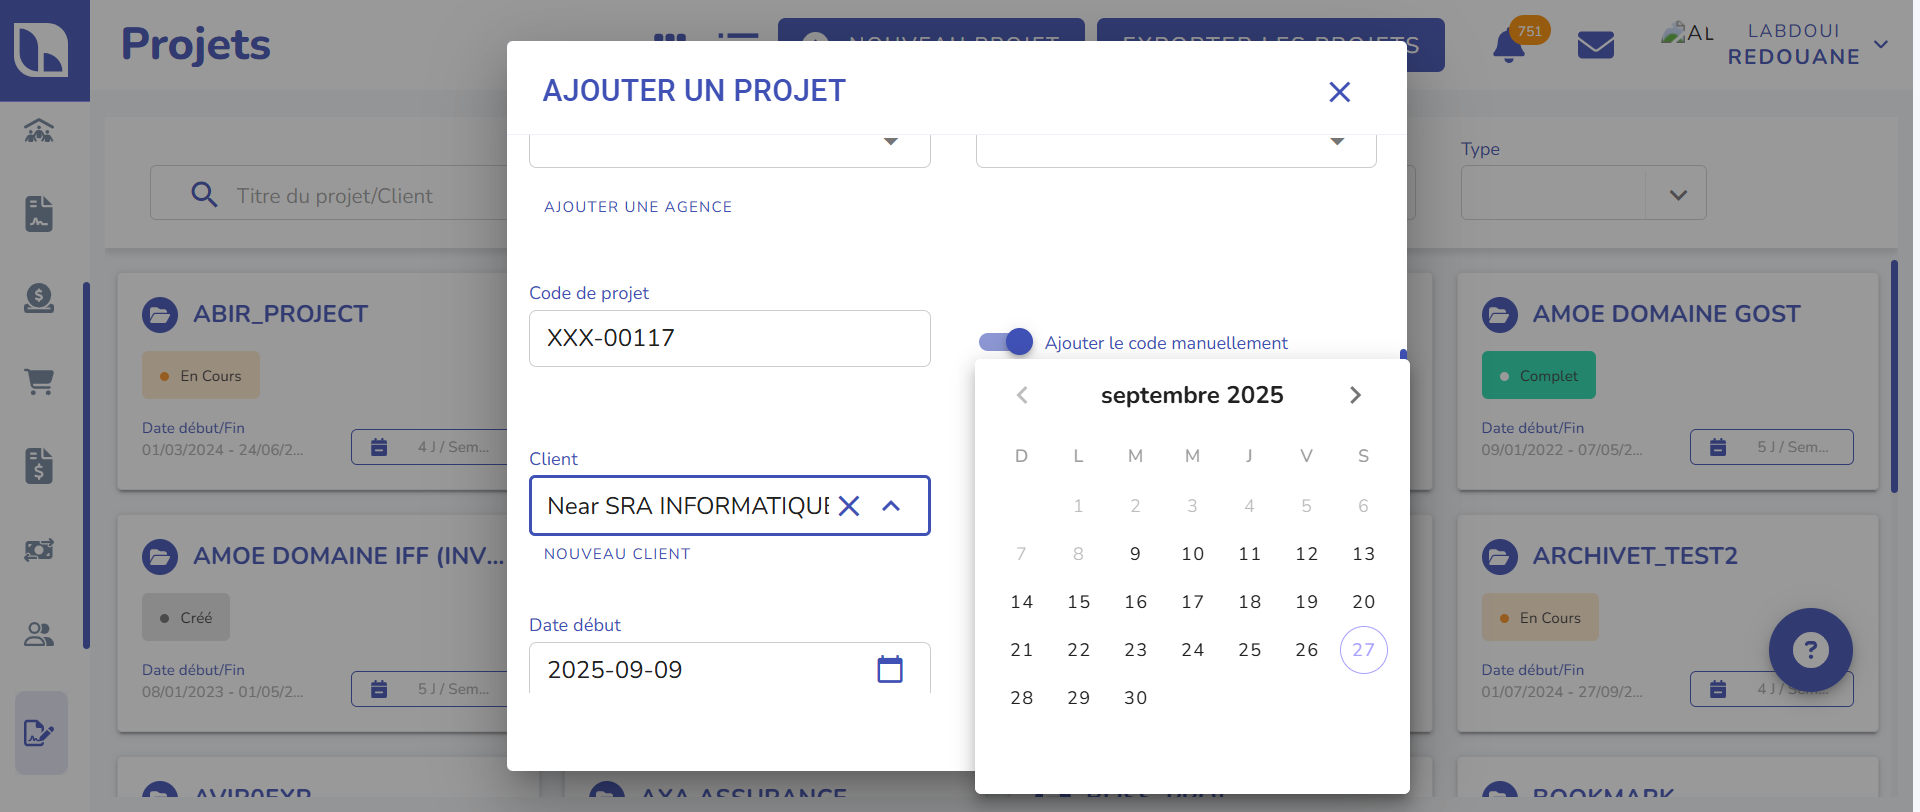 Projets
NOUVEAU PROJET
EXPORTER LES PROJETS
751
AL
LABDOUI
REDOUANE
AJOUTER UN PROJET
Titre du projet/Client
Type
AJOUTER UNE AGENCE
Code de projet
XXX-00117
Ajouter le code manuellement
Client
Near SRA INFORMATIQUE
NOUVEAU CLIENT
Date début
2025-09-09
septembre 2025
D L M M J V S
1 2 3 4 5 6
7 8 9 10 11 12 13
14 15 16 17 18 19 20
21 22 23 24 25 26 27
28 29 30
ABIR_PROJECT
En Cours
Date début/Fin
01/03/2024 - 24/06/2...
4 J / Sem...
AMOE DOMAINE GOST
Complet
Date début/Fin
09/01/2022 - 07/05/2...
5 J / Sem...
AMOE DOMAINE IFF (INV...
Créé
Date début/Fin
08/01/2023 - 01/05/2...
5 J / Sem...
ARCHIVET_TEST2
En Cours
Date début/Fin
01/07/2024 - 27/09/2...
4 J / Sem...
?
AXA ASSURANCE
BOOKMARK